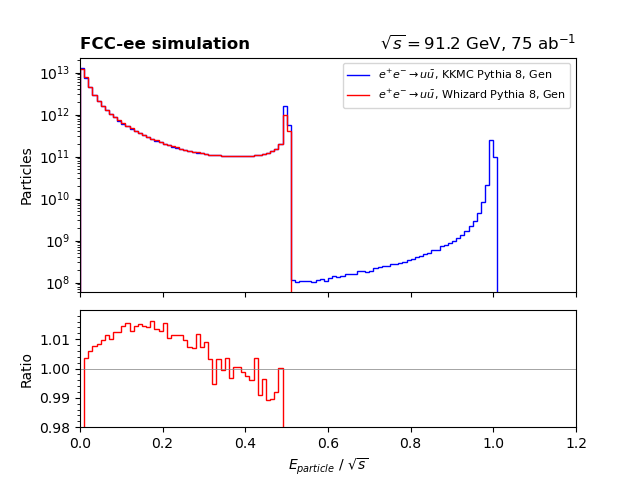 FCC-ee simulation √s = 91.2 GeV, 75 ab⁻¹
e⁺e⁻ → uū, KKMC Pythia 8, Gen
e⁺e⁻ → uū, Whizard Pythia 8, Gen
Particles
10¹³
10¹²
10¹¹
10¹⁰
10⁹
10⁸
Ratio
1.01
1.00
0.99
0.98
0.0 0.2 0.4 0.6 0.8 1.0 1.2
E_particle / √s